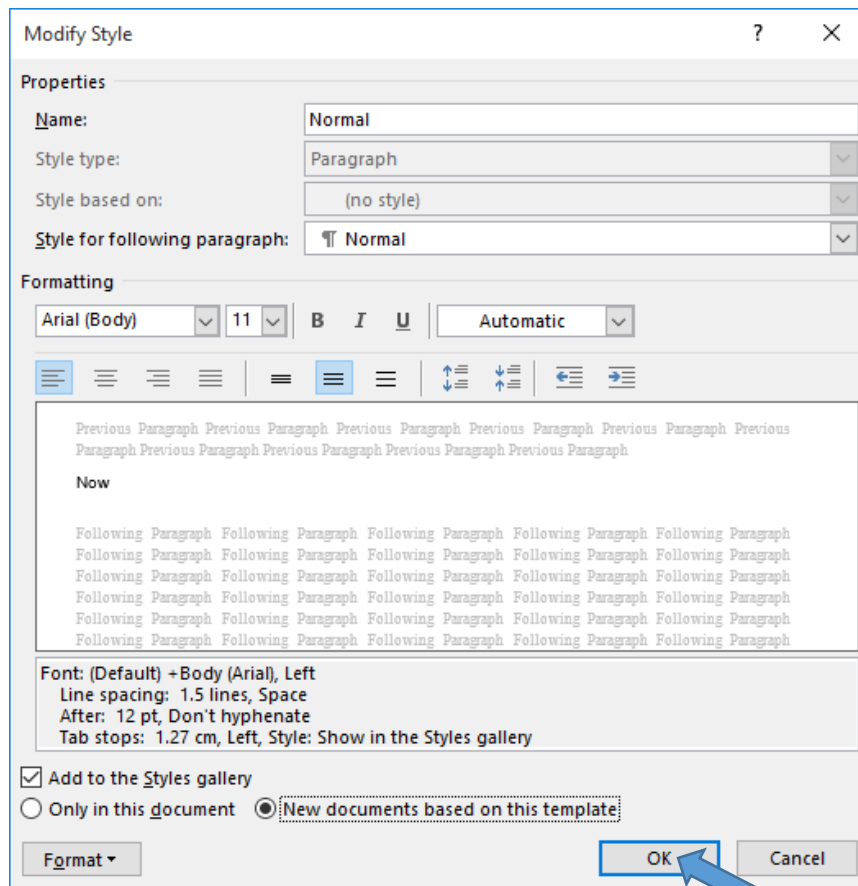 Modify Style ?
Properties
Name: Normal
Style type: Paragraph
Style based on: (no style)
Style for following paragraph: ¶ Normal
Formatting
Arial (Body) 11 B I U Automatic
Previous Paragraph Previous Paragraph Previous Paragraph Previous Paragraph Previous Paragraph Previous
Paragraph Previous Paragraph Previous Paragraph Previous Paragraph Previous Paragraph
Now
Following Paragraph Following Paragraph Following Paragraph Following Paragraph Following Paragraph
Following Paragraph Following Paragraph Following Paragraph Following Paragraph Following Paragraph
Following Paragraph Following Paragraph Following Paragraph Following Paragraph Following Paragraph
Following Paragraph Following Paragraph Following Paragraph Following Paragraph Following Paragraph
Following Paragraph Following Paragraph Following Paragraph Following Paragraph Following Paragraph
Following Paragraph Following Paragraph Following Paragraph Following Paragraph Following Paragraph
Font: (Default) +Body (Arial), Left
Line spacing: 1.5 lines, Space
After: 12 pt, Don't hyphenate
Tab stops: 1.27 cm, Left, Style: Show in the Styles gallery
Add to the Styles gallery
Only in this document New documents based on this template
Format OK Cancel